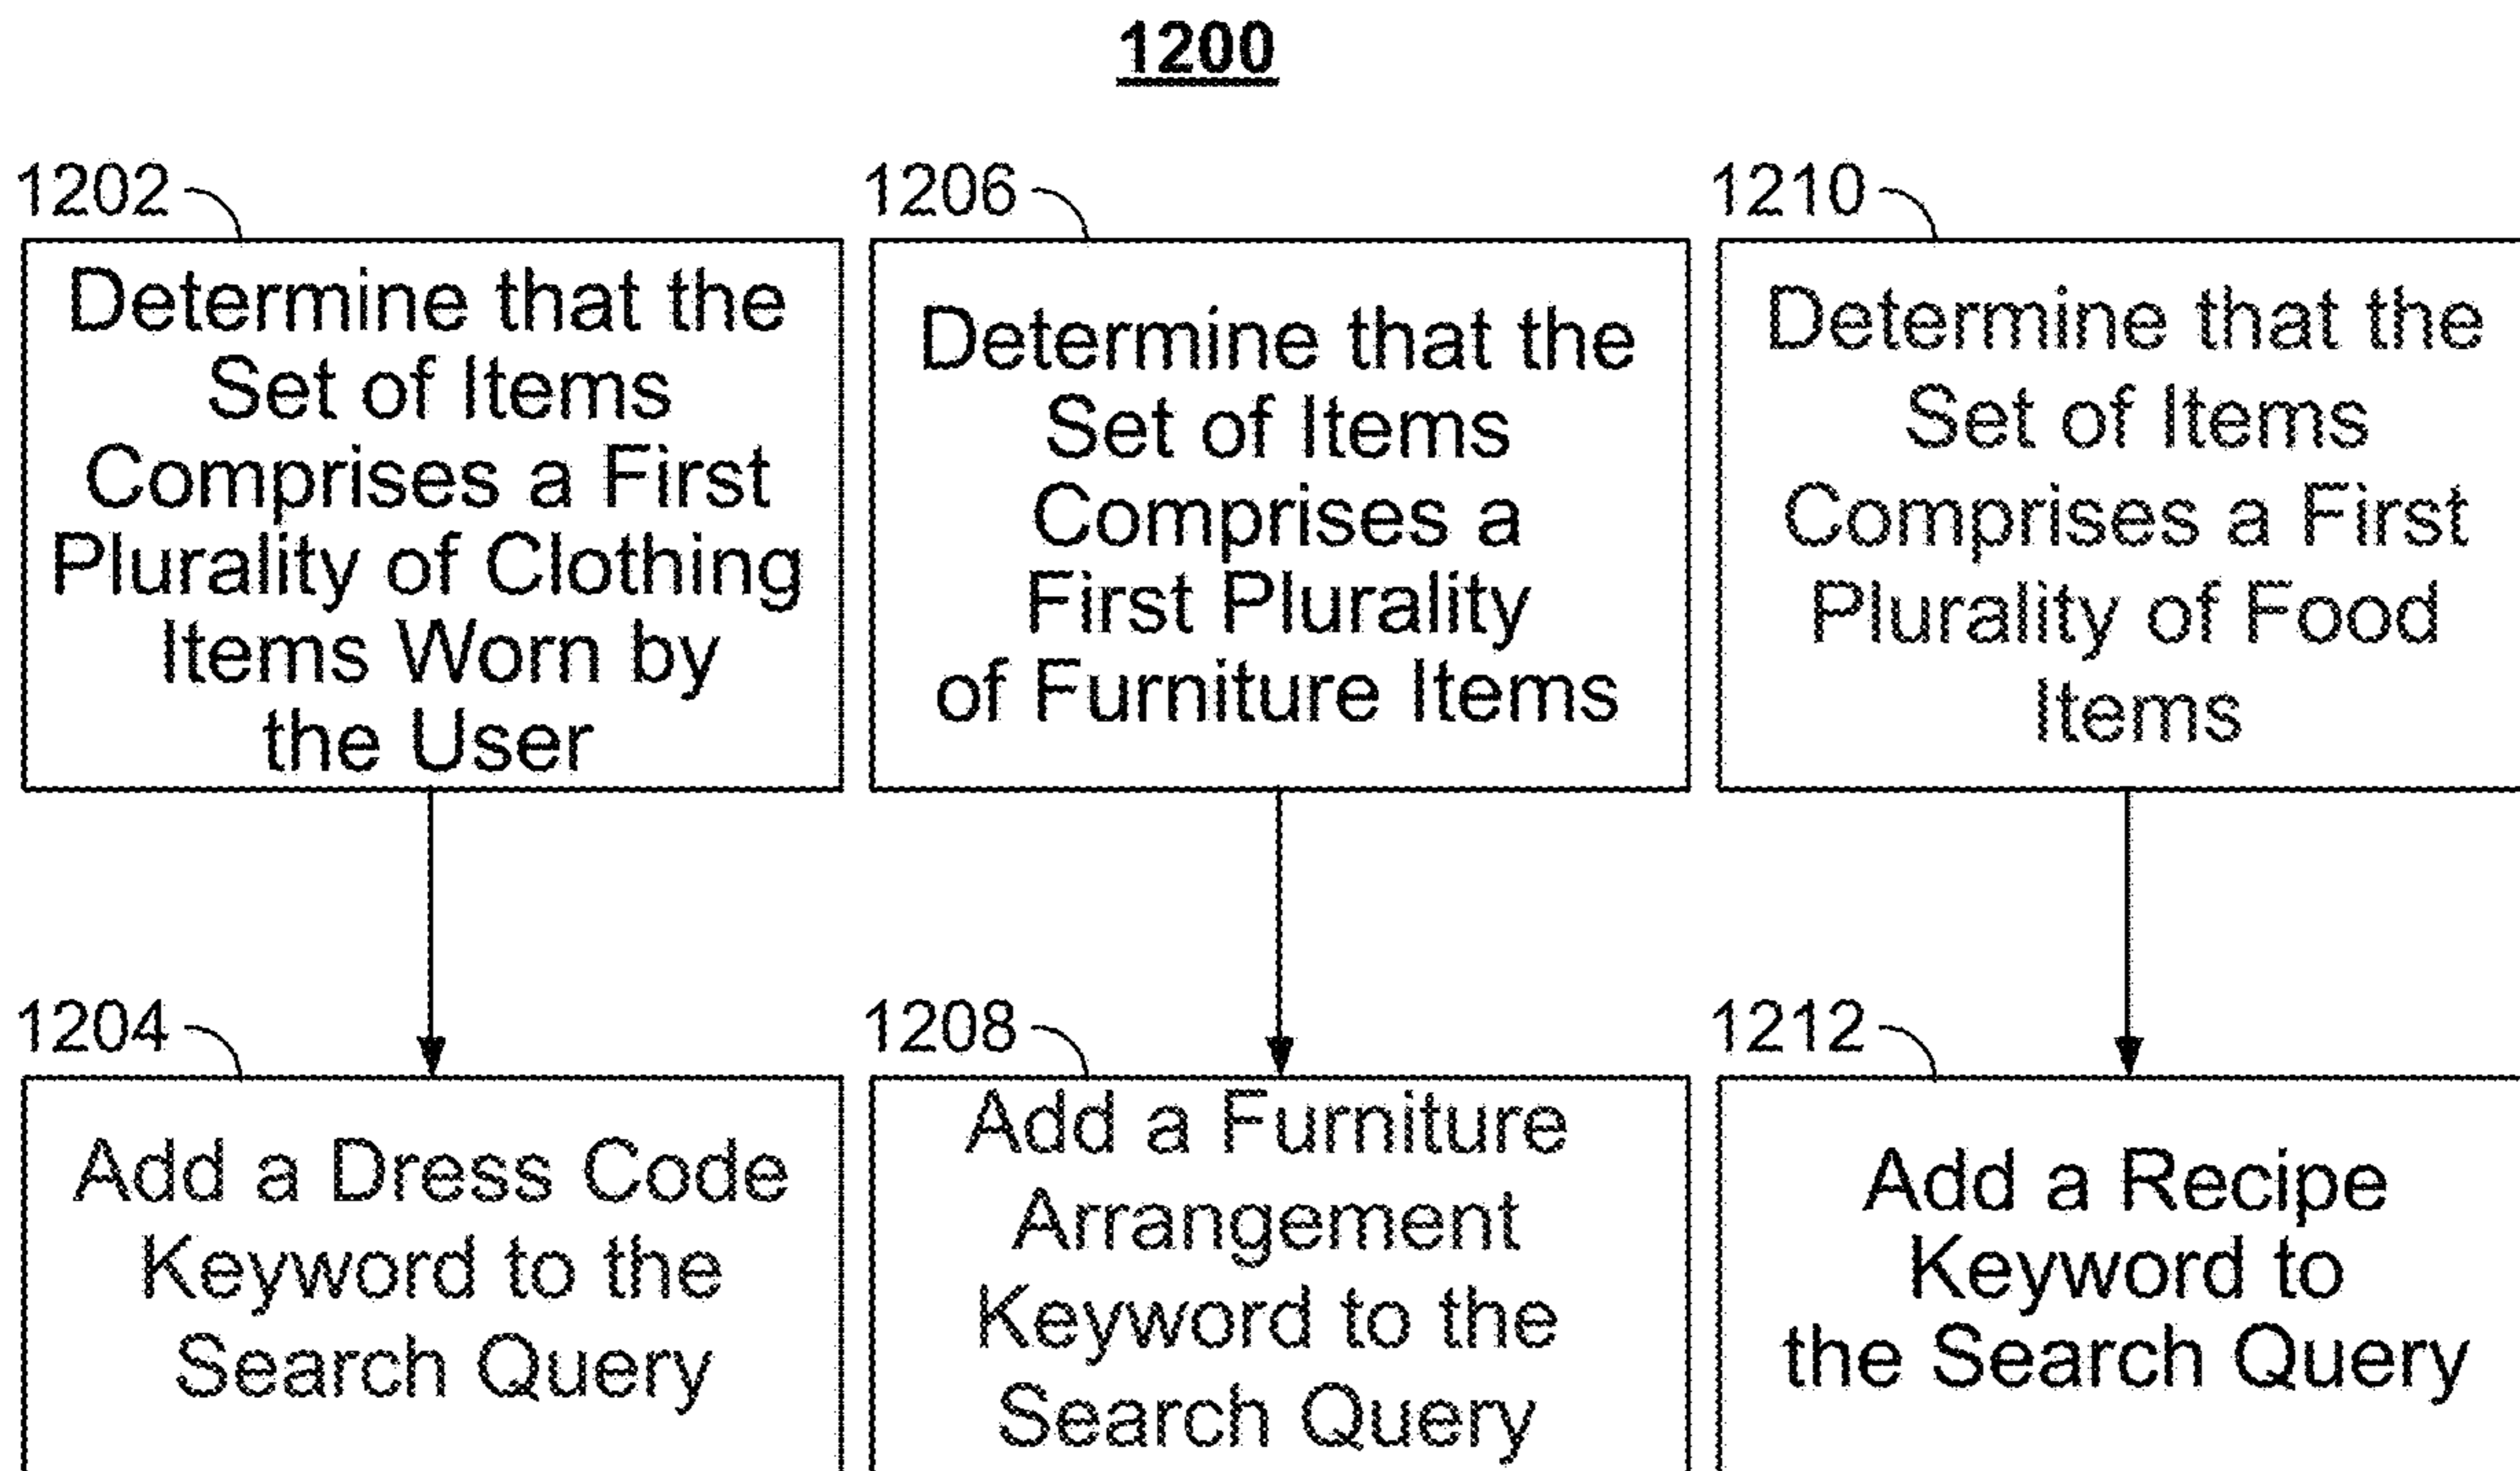 1200
1202
Determine that the
Set of Items
Comprises a First
Plurality of Clothing
Items Worn by
the User
1206
Determine that the
Set of Items
Comprises a
First Plurality
of Furniture Items
1210
Determine that the
Set of Items
Comprises a First
Plurality of Food
Items
1204
Add a Dress Code
Keyword to the
Search Query
1208
Add a Furniture
Arrangement
Keyword to the
Search Query
1212
Add a Recipe
Keyword to
the Search Query